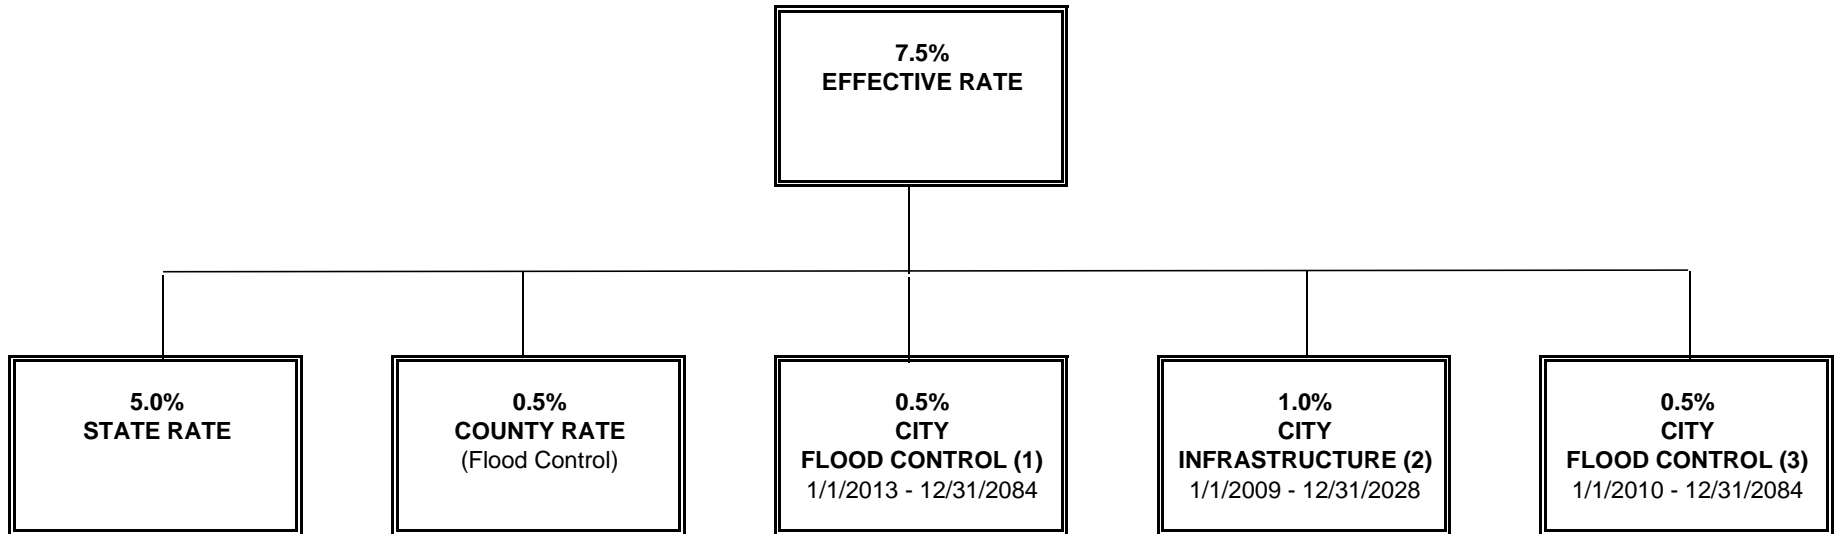 7.5%
EFFECTIVE RATE
5.0%
STATE RATE
0.5%
COUNTY RATE
(Flood Control)
0.5%
CITY
FLOOD CONTROL (1)
1/1/2013 - 12/31/2084
1.0%
CITY
INFRASTRUCTURE (2)
1/1/2009 - 12/31/2028
0.5%
CITY
FLOOD CONTROL (3)
1/1/2010 - 12/31/2084